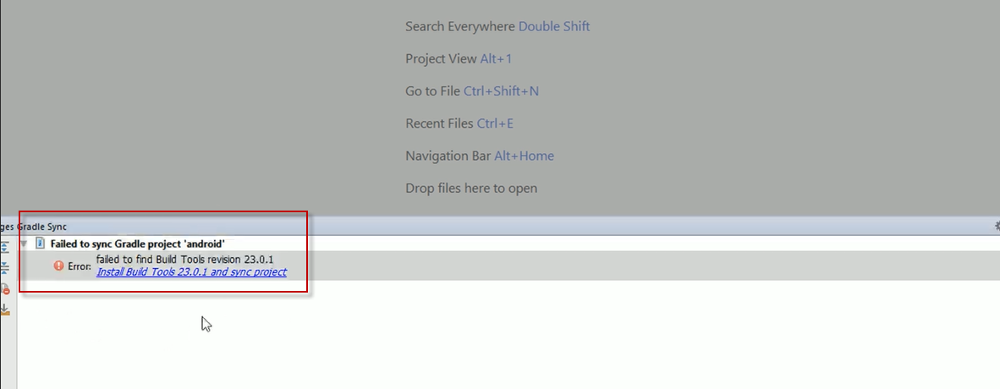 Search Everywhere Double Shift
Project View Alt+1
Go to File Ctrl+Shift+N
Recent Files Ctrl+E
Navigation Bar Alt+Home
Drop files here to open
ges Gradle Sync
Failed to sync Gradle project 'android'
Error: failed to find Build Tools revision 23.0.1
Install Build Tools 23.0.1 and sync project